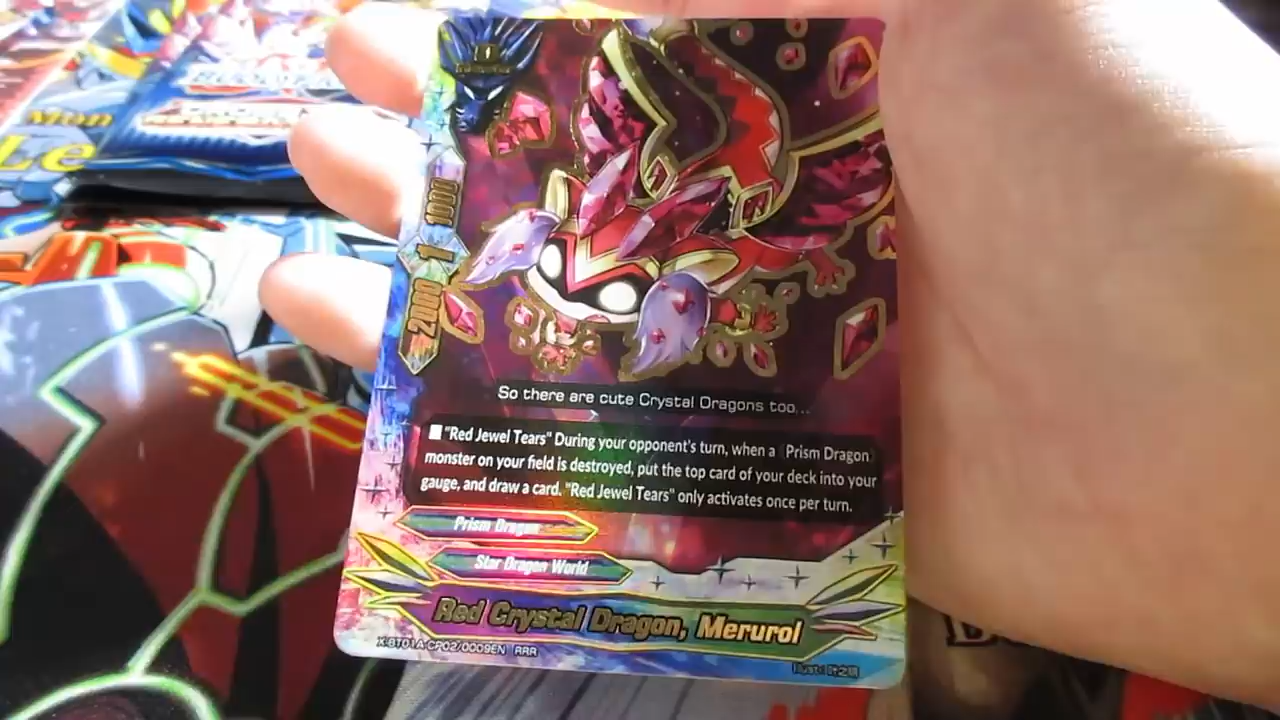 Mon
Le
1000
1
2000
So there are cute Crystal Dragons too...
■ "Red Jewel Tears" During your opponent's turn, when a Prism Dragon
monster on your field is destroyed, put the top card of your deck into your
gauge, and draw a card. "Red Jewel Tears" only activates once per turn.
Prism Dragon
Star Dragon World
Red Crystal Dragon, Merurol
X-BT01A-CP02/0009EN RRR